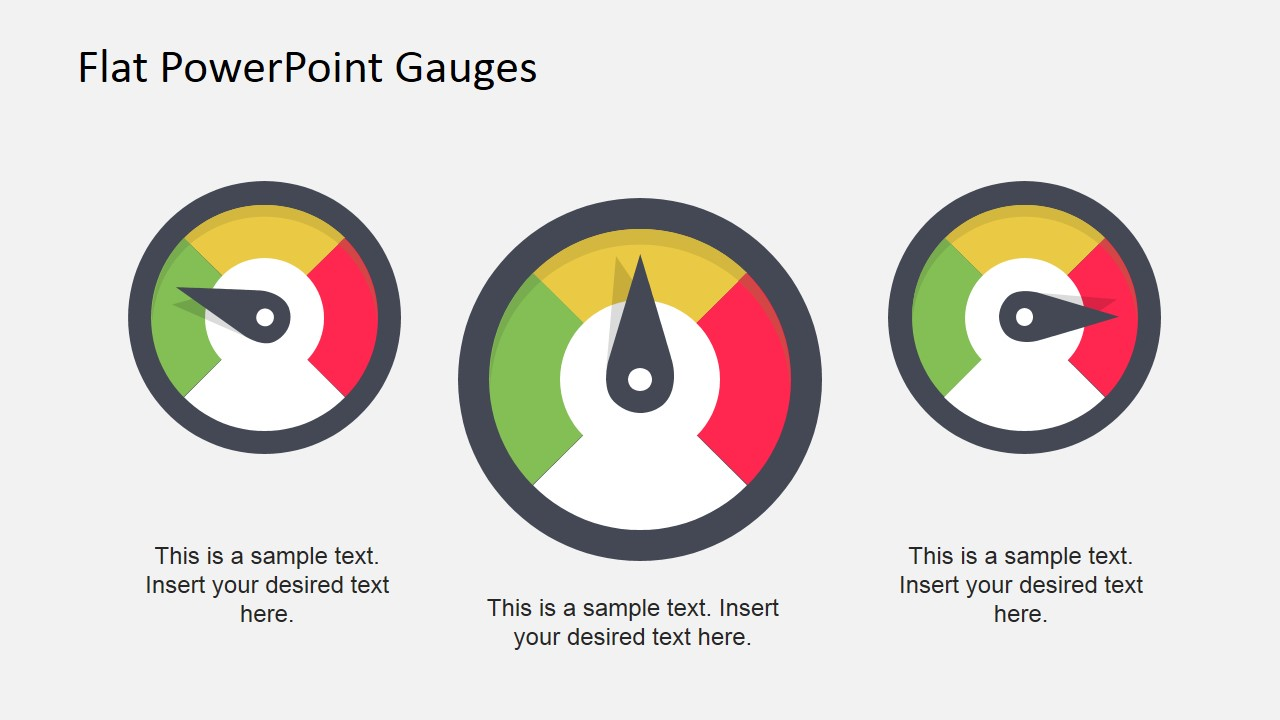 Flat PowerPoint Gauges
This is a sample text.
Insert your desired text
here.
This is a sample text. Insert
your desired text here.
This is a sample text.
Insert your desired text
here.